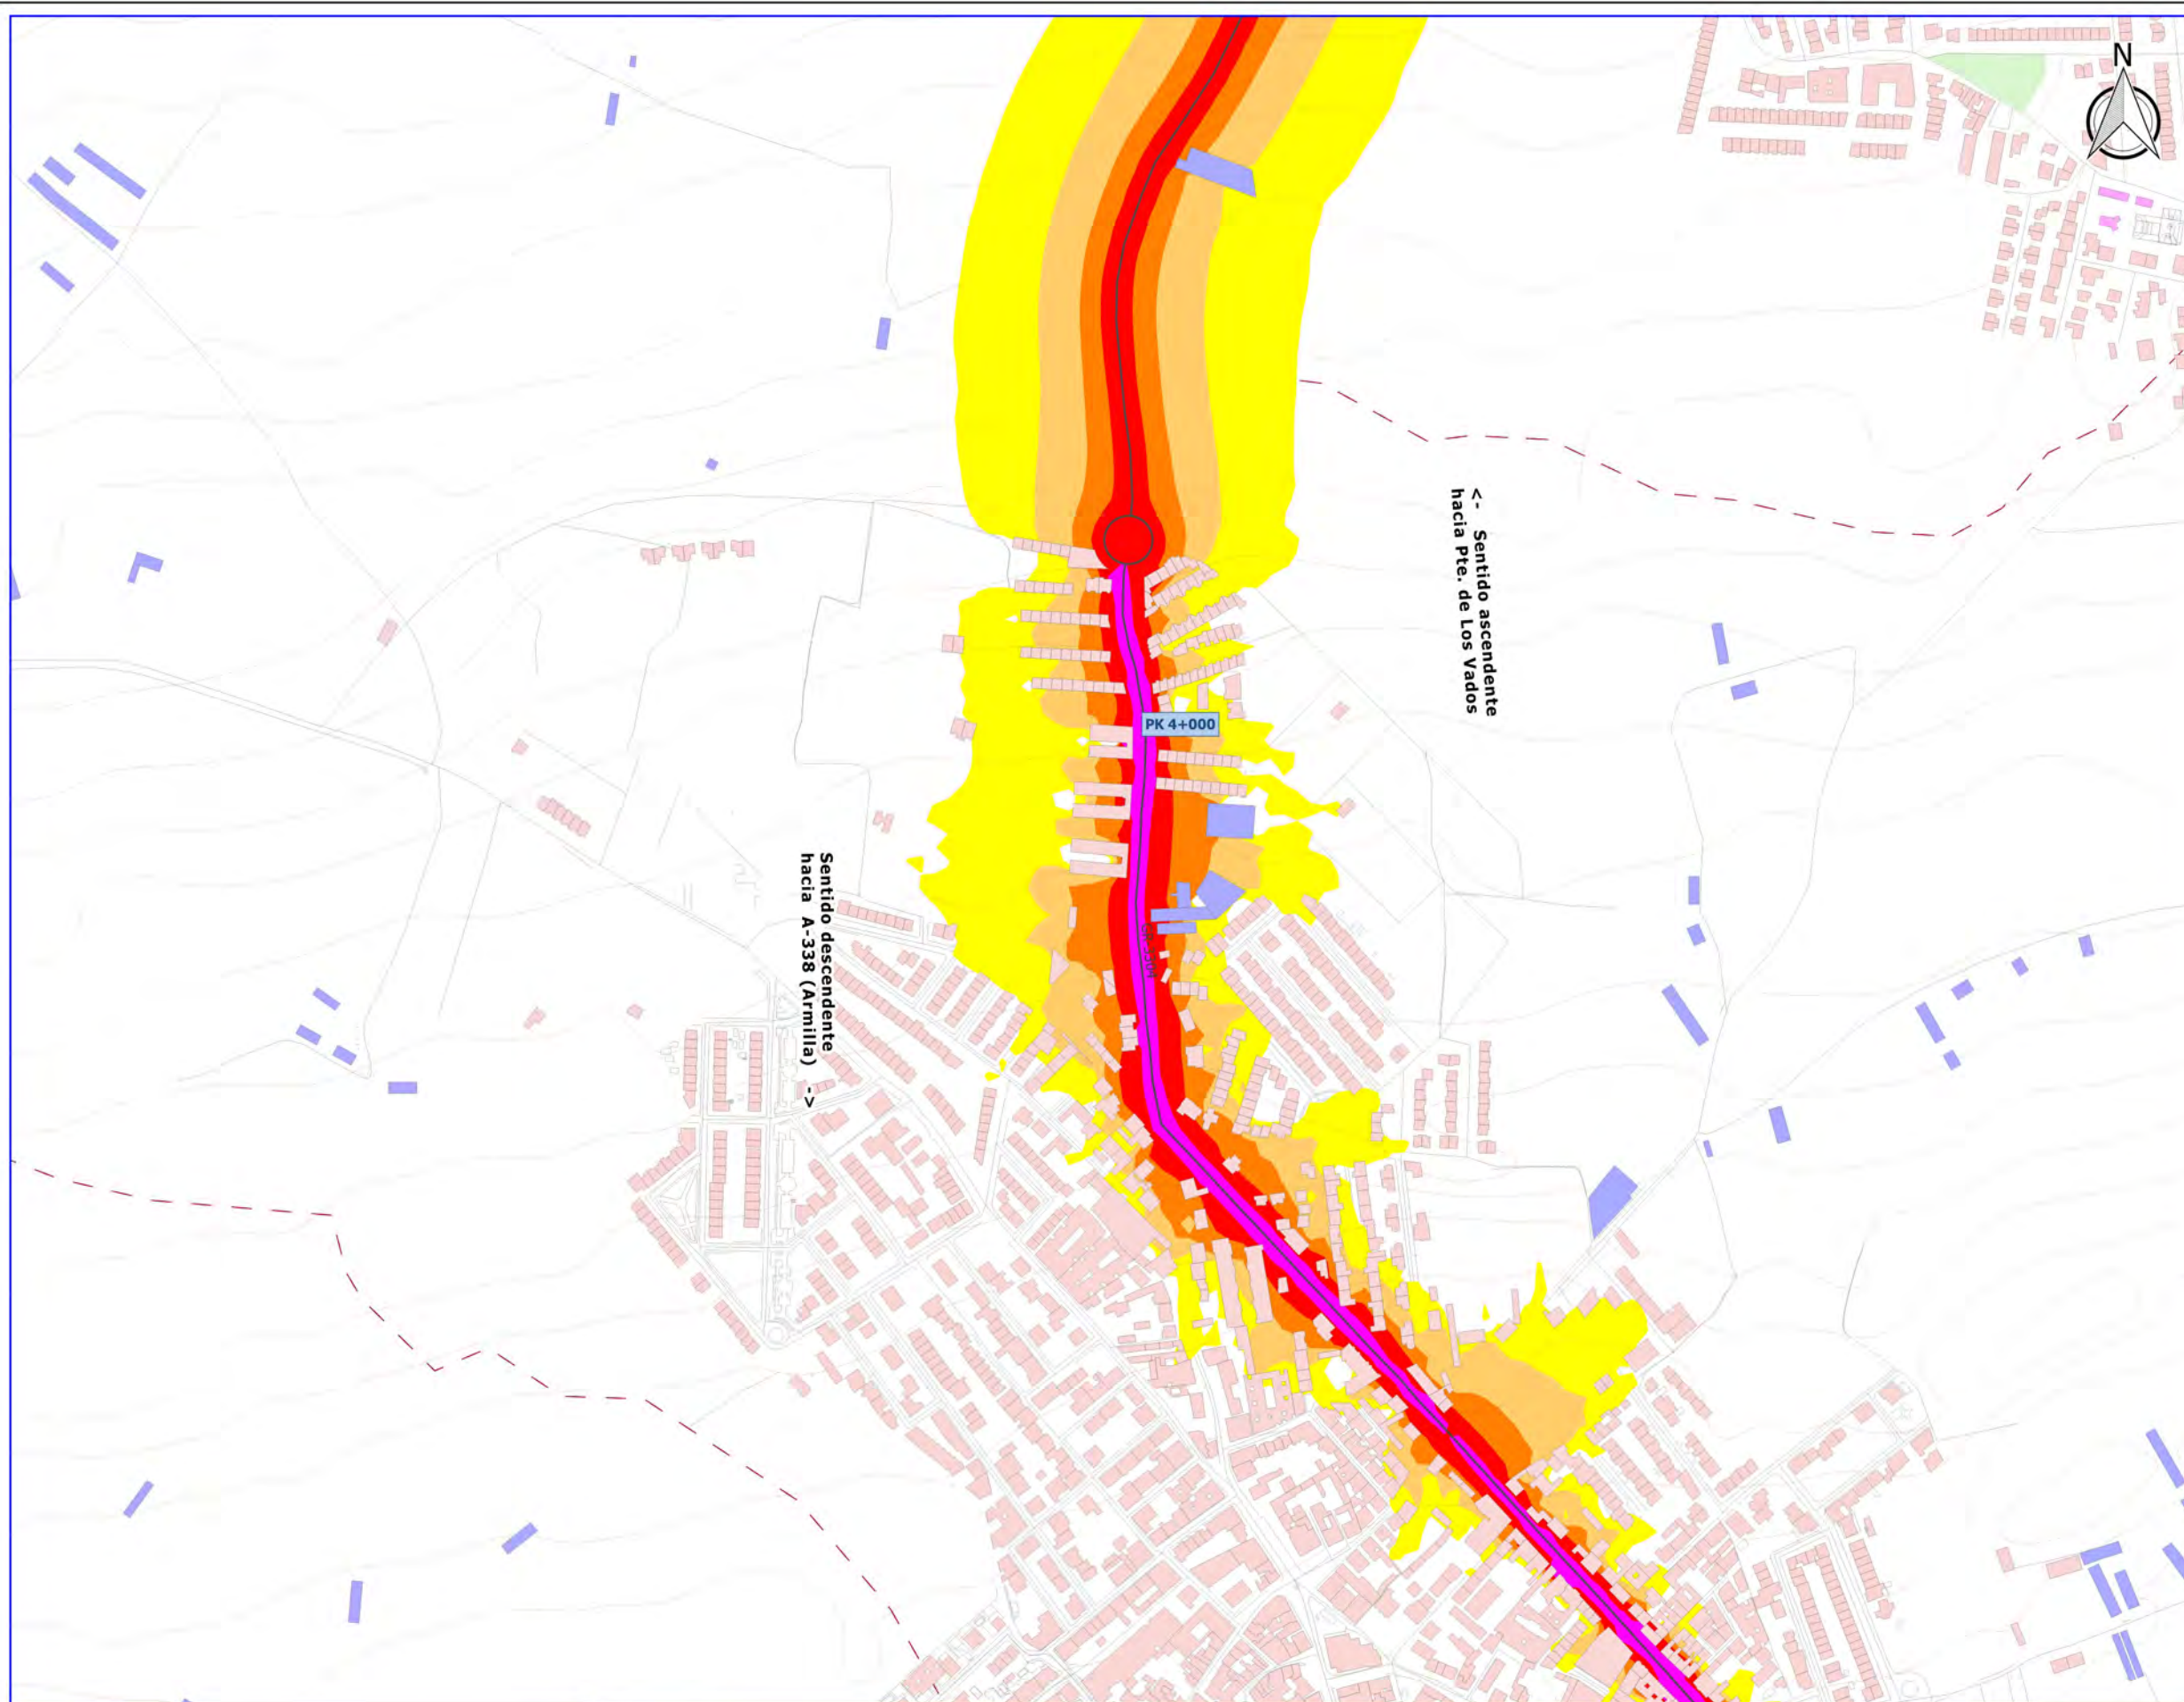 N
<- Sentido ascendente
hacia Pte. de Los Vados
PK 4+000
Sentido descendente
hacia A-338 (Armilla) ->